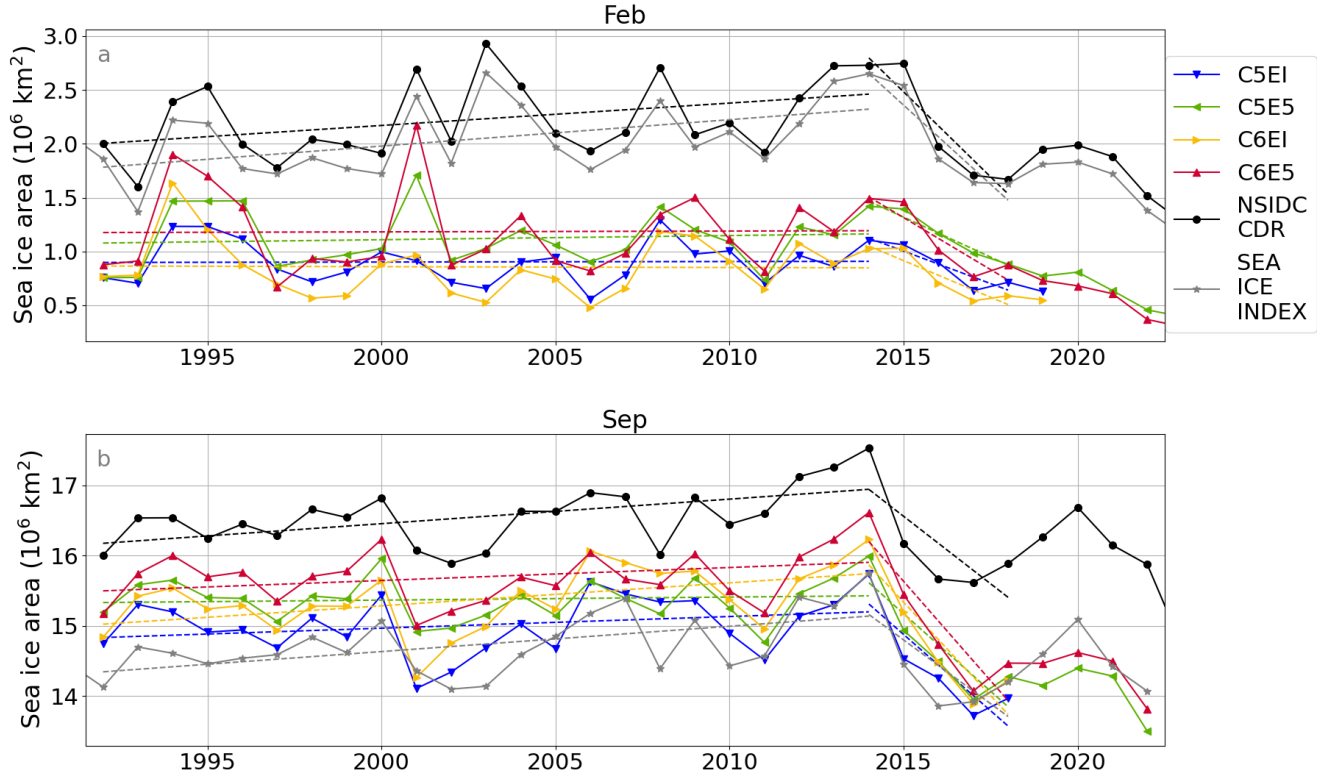 Feb
a
Sea ice area (10⁶ km²)
3.0
2.5
2.0
1.5
1.0
0.5
1995 2000 2005 2010 2015 2020
C5EI
C5E5
C6EI
C6E5
NSIDC
CDR
SEA
ICE
INDEX
Sep
b
Sea ice area (10⁶ km²)
17
16
15
14
1995 2000 2005 2010 2015 2020